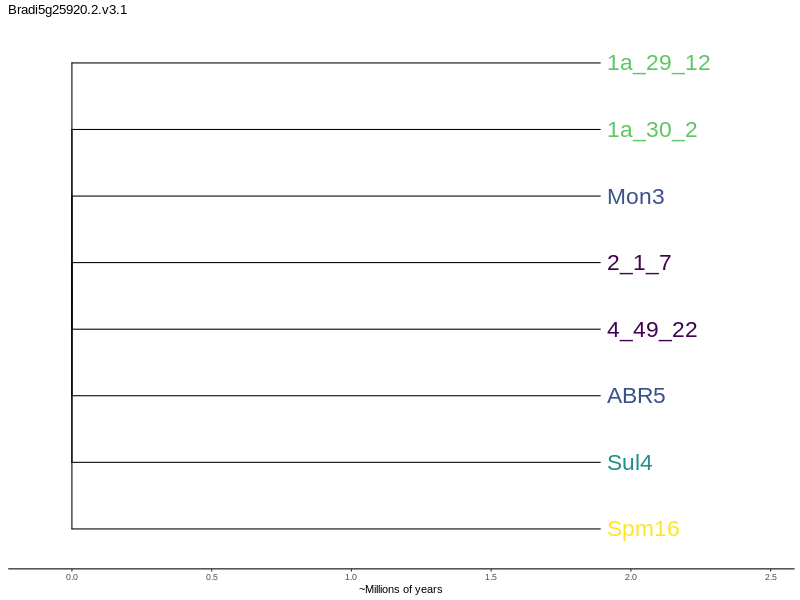 Bradi5g25920.2.v3.1
1a_29_12
1a_30_2
Mon3
2_1_7
4_49_22
ABR5
Sul4
Spm16
0.0 0.5 1.0 1.5 2.0 2.5
~Millions of years